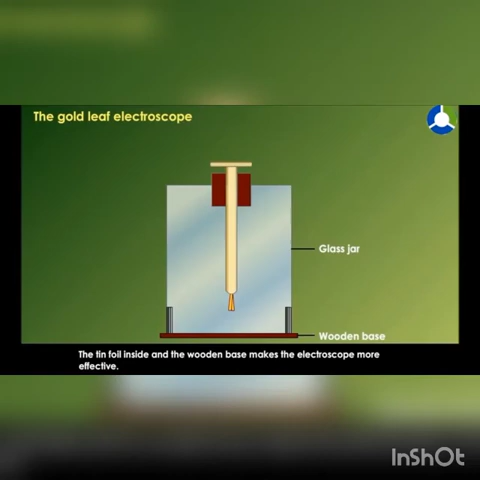 The gold leaf electroscope
Glass jar
Wooden base
The tin foil inside and the wooden base makes the electroscope more
effective.
InShOt